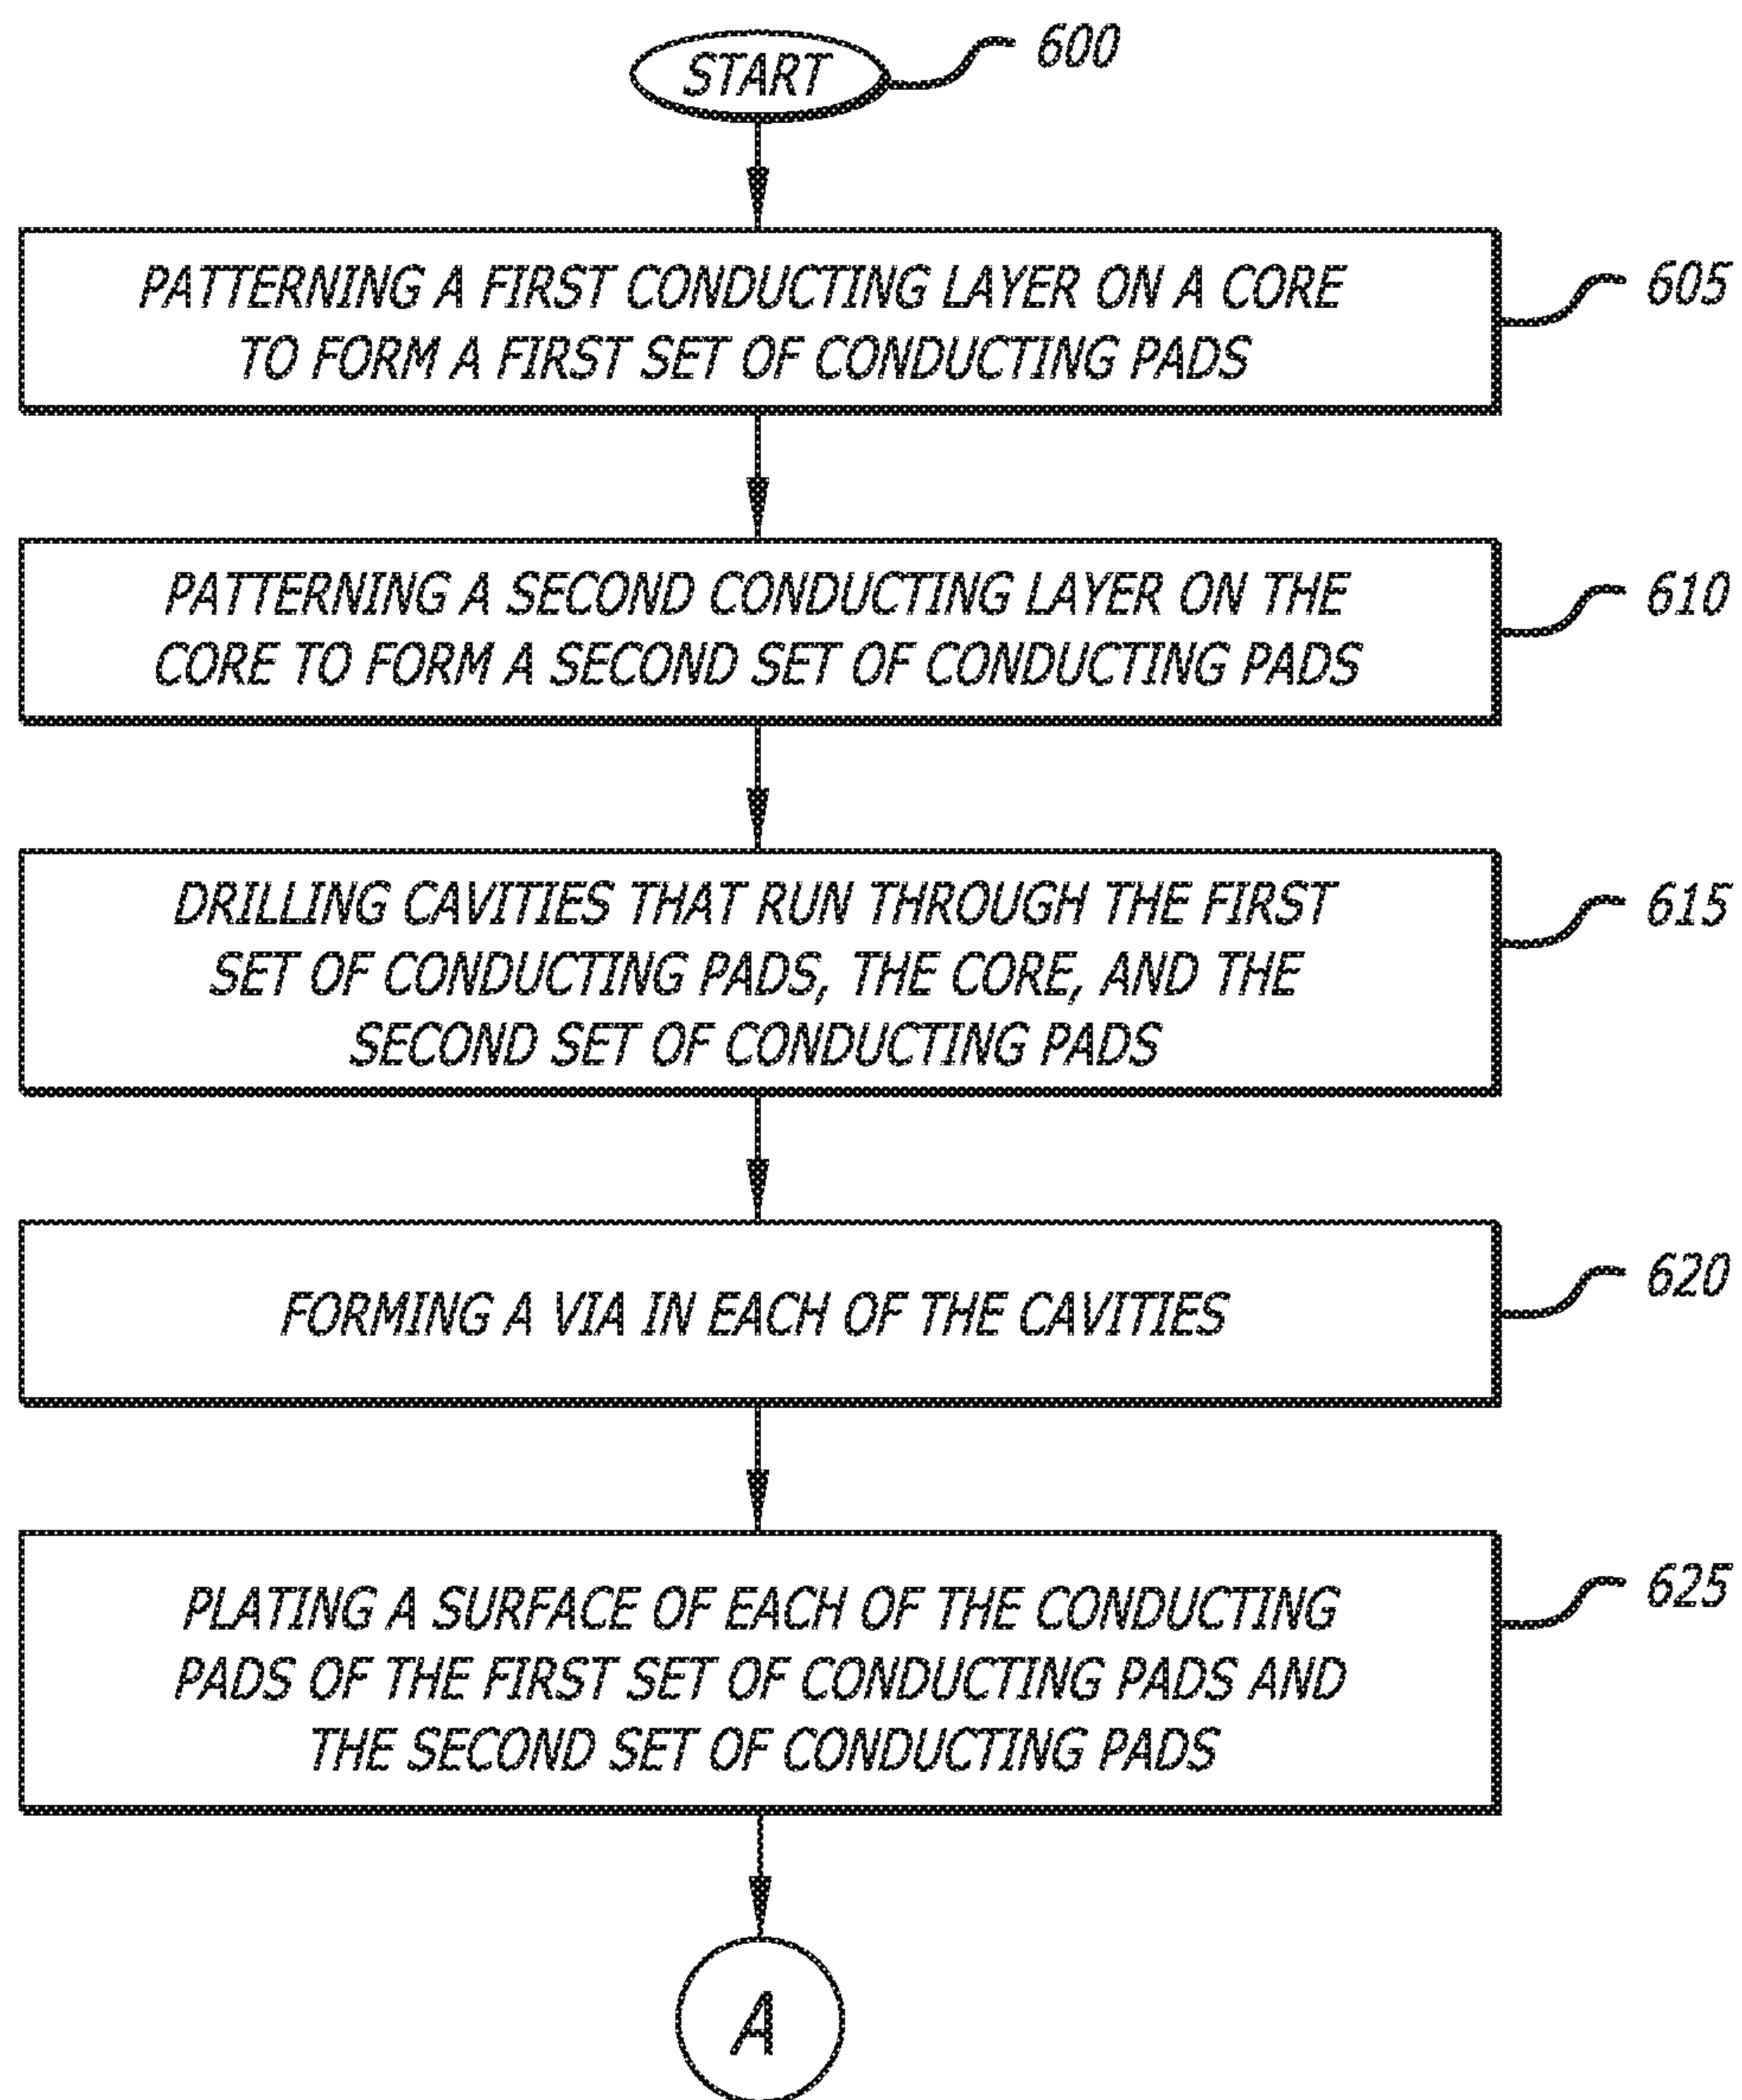 START
600
PATTERNING A FIRST CONDUCTING LAYER ON A CORE
TO FORM A FIRST SET OF CONDUCTING PADS
605
PATTERNING A SECOND CONDUCTING LAYER ON THE
CORE TO FORM A SECOND SET OF CONDUCTING PADS
610
DRILLING CAVITIES THAT RUN THROUGH THE FIRST
SET OF CONDUCTING PADS, THE CORE, AND THE
SECOND SET OF CONDUCTING PADS
615
FORMING A VIA IN EACH OF THE CAVITIES
620
PLATING A SURFACE OF EACH OF THE CONDUCTING
PADS OF THE FIRST SET OF CONDUCTING PADS AND
THE SECOND SET OF CONDUCTING PADS
625
A